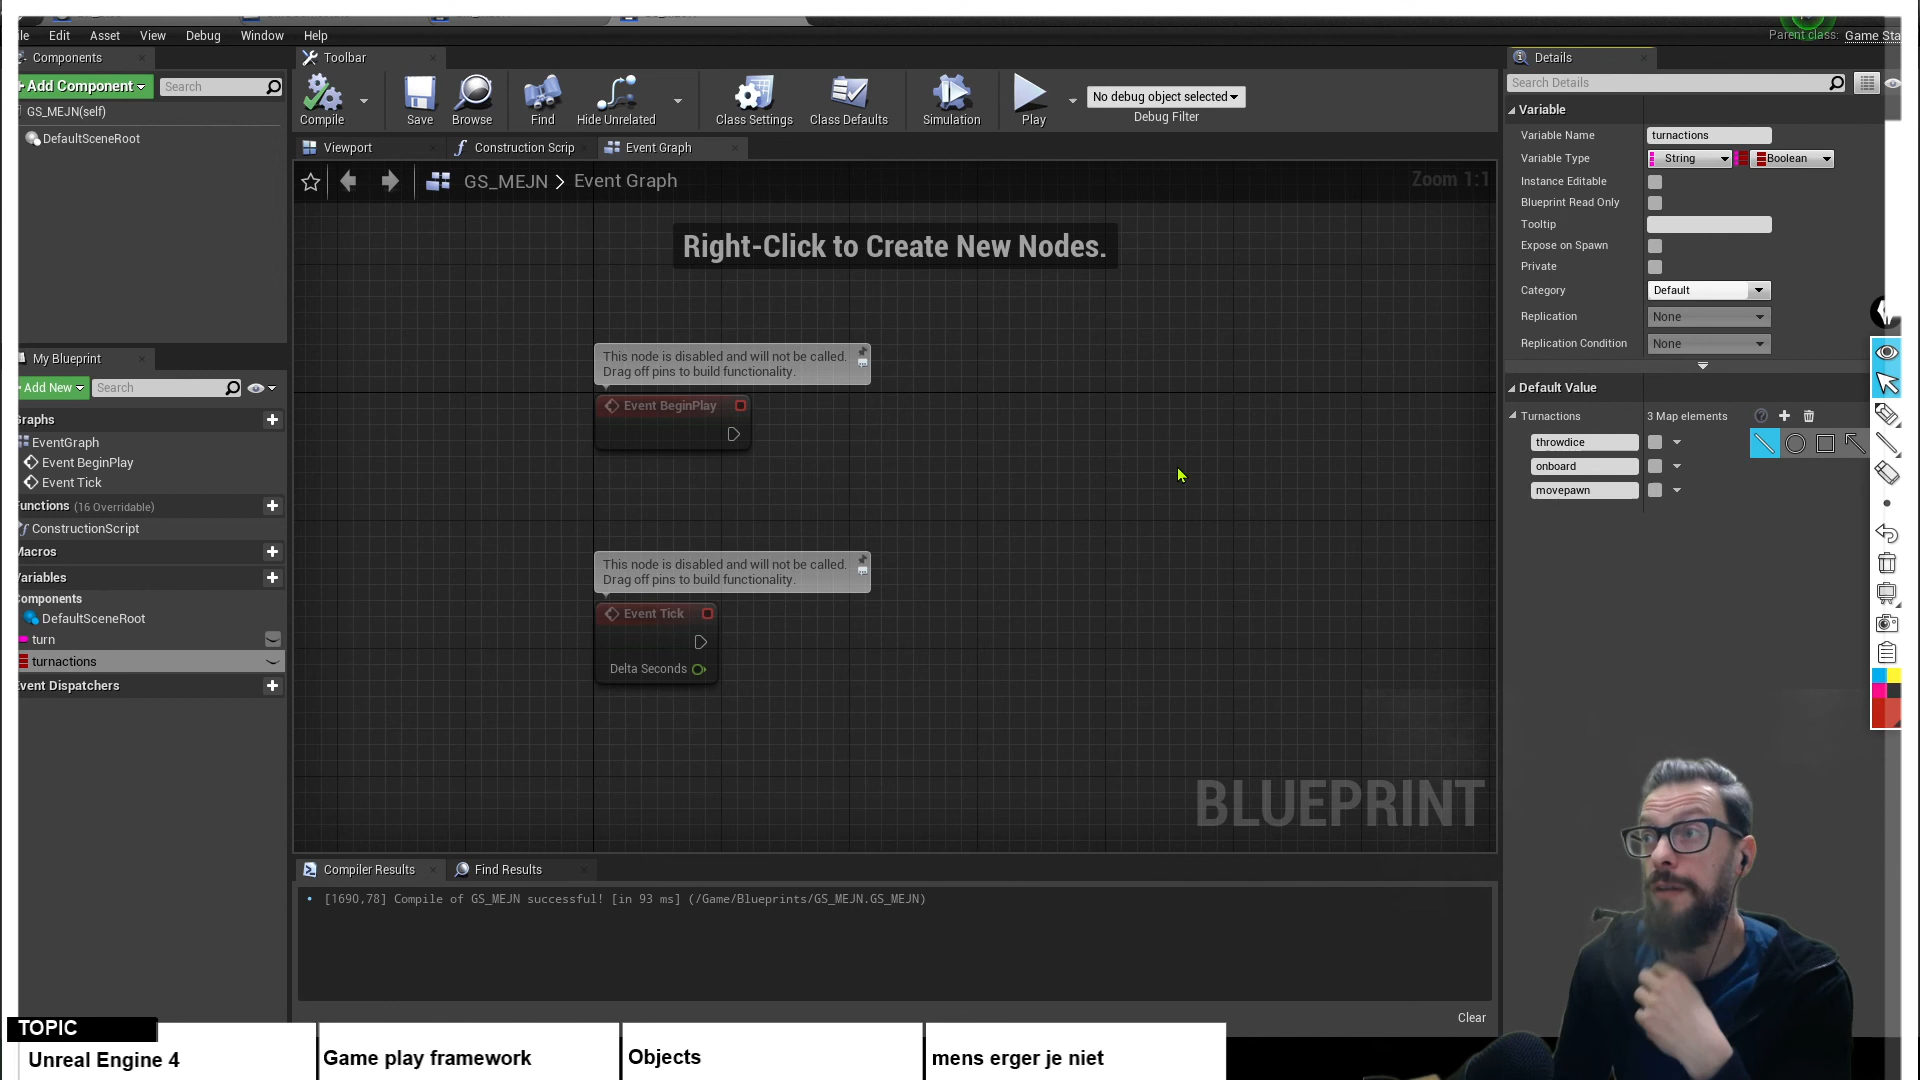 Edit Asset View Debug Window Help
Parent class: Game Sta
Components
Add Component
Search
GS_MEJN(self)
DefaultSceneRoot
Toolbar
Compile
Save
Browse
Find
Hide Unrelated
Class Settings
Class Defaults
Simulation
Play
No debug object selected
Debug Filter
Viewport
Construction Scrip
Event Graph
GS_MEJN > Event Graph
Zoom 1:1
Right-Click to Create New Nodes.
This node is disabled and will not be called.
Drag off pins to build functionality.
Event BeginPlay
This node is disabled and will not be called.
Drag off pins to build functionality.
Event Tick
Delta Seconds
BLUEPRINT
My Blueprint
Add New
Search
Graphs
EventGraph
Event BeginPlay
Event Tick
Functions (16 Overridable)
ConstructionScript
Macros
Variables
Components
DefaultSceneRoot
turn
turnactions
Event Dispatchers
Compiler Results
Find Results
[1690,78] Compile of GS_MEJN successful! [in 93 ms] (/Game/Blueprints/GS_MEJN.GS_MEJN)
Clear
Details
Search Details
Variable
Variable Name turnactions
Variable Type String Boolean
Instance Editable
Blueprint Read Only
Tooltip
Expose on Spawn
Private
Category Default
Replication None
Replication Condition None
Default Value
Turnactions 3 Map elements
throwdice
onboard
movepawn
TOPIC
Unreal Engine 4
Game play framework
Objects
mens erger je niet